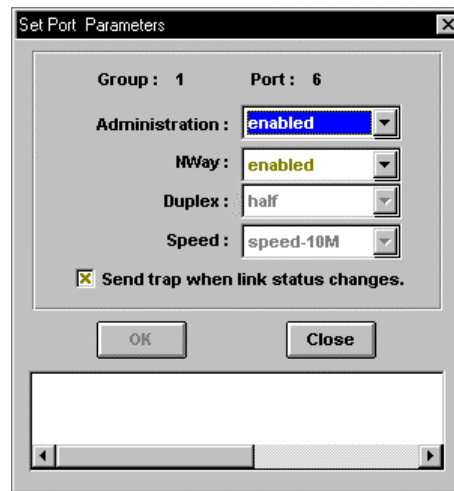 Set Port Parameters
Group : 1 Port : 6
Administration : enabled
NWay : enabled
Duplex : half
Speed : speed-10M
Send trap when link status changes.
OK Close